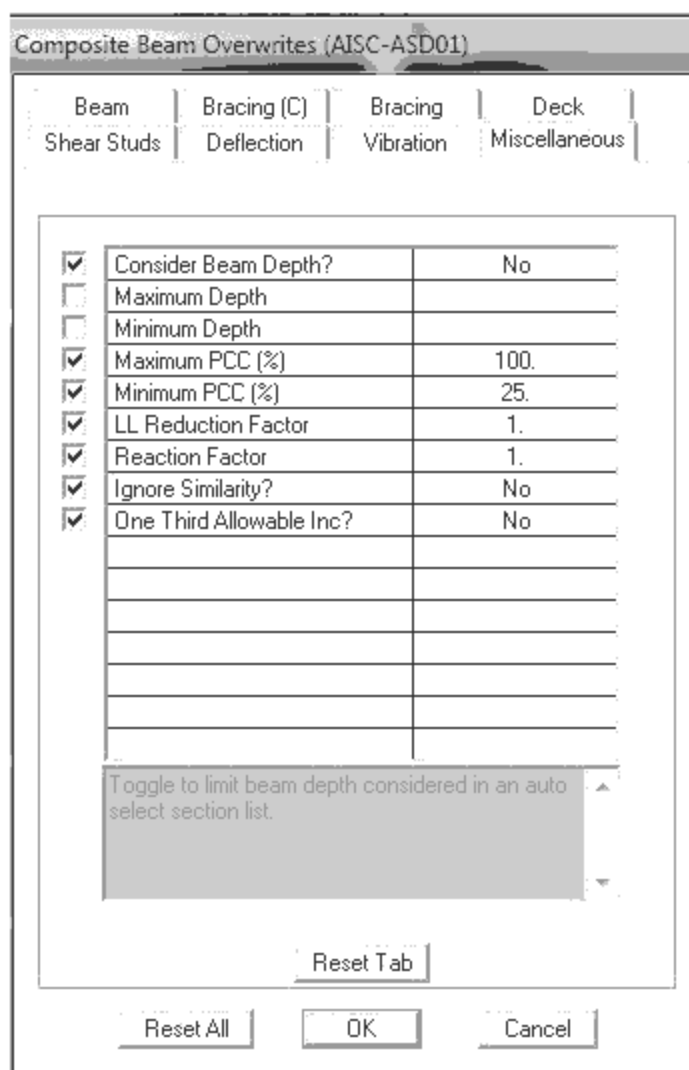 Composite Beam Overwrites (AISC-ASD01)
Beam Bracing (C) Bracing Deck
Shear Studs Deflection Vibration Miscellaneous
Consider Beam Depth? No
Maximum Depth
Minimum Depth
Maximum PCC (%) 100.
Minimum PCC (%) 25.
LL Reduction Factor 1.
Reaction Factor 1.
Ignore Similarity? No
One Third Allowable Inc? No
Toggle to limit beam depth considered in an auto
select section list.
Reset Tab
Reset All OK Cancel